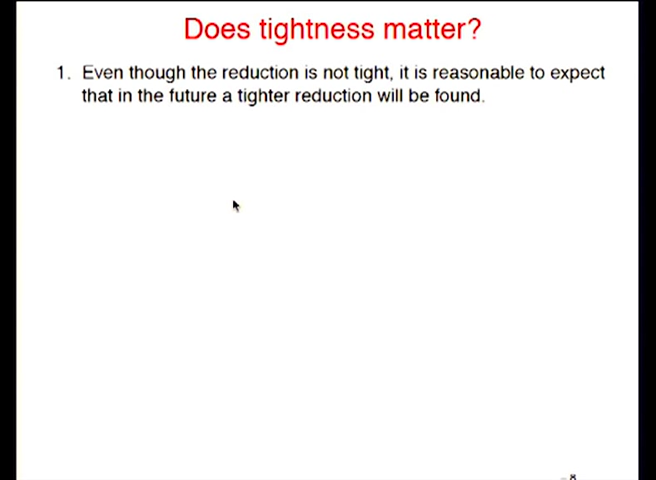 Does tightness matter?
1. Even though the reduction is not tight, it is reasonable to expect
that in the future a tighter reduction will be found.